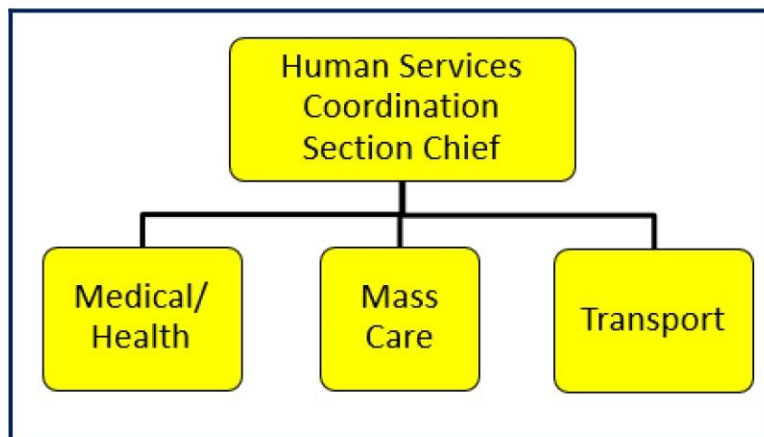 Human Services
Coordination
Section Chief
Medical/
Health
Mass
Care
Transport